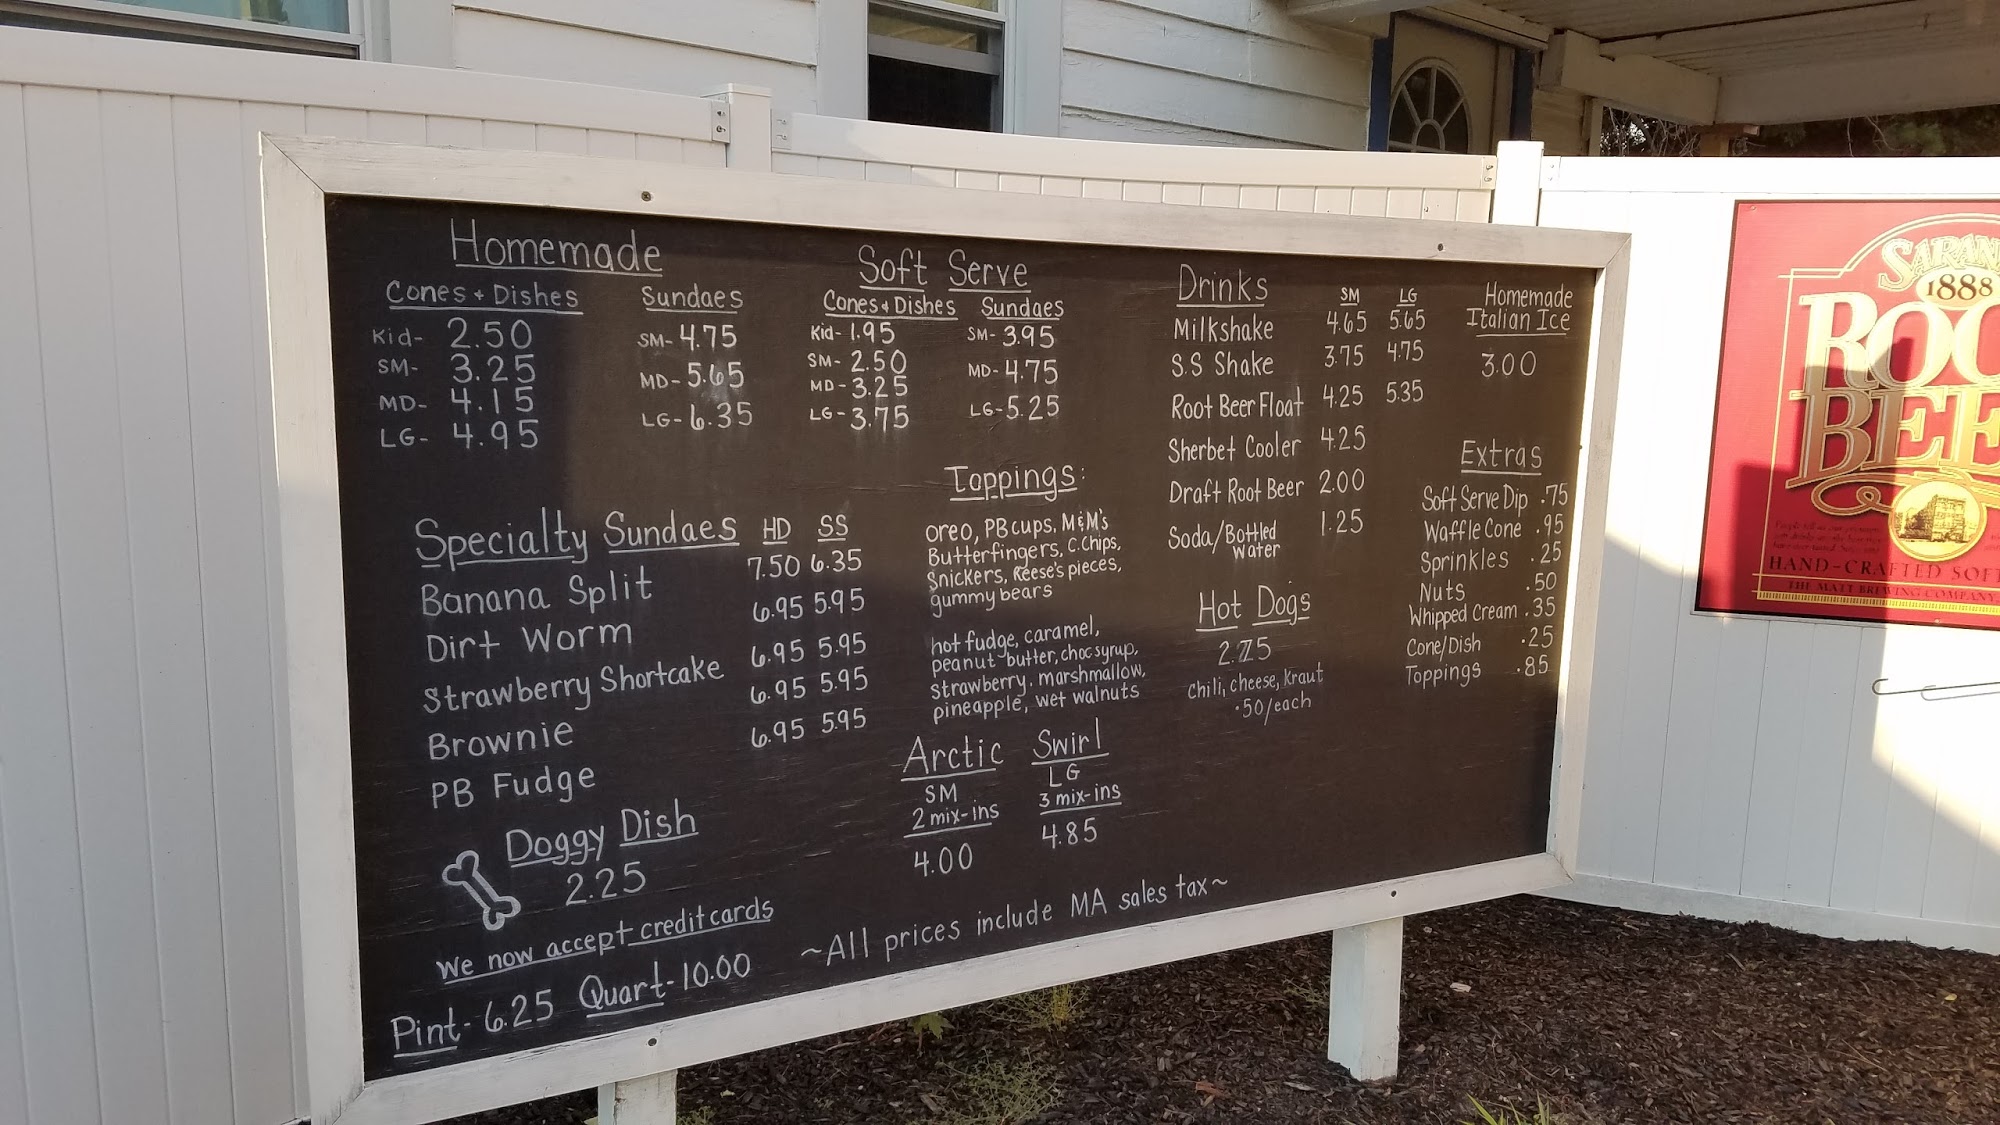 Homemade
Cones + Dishes
Kid- 2.50
SM- 3.25
MD- 4.15
LG- 4.95
Sundaes
SM- 4.75
MD- 5.65
LG- 6.35
Soft Serve
Cones + Dishes
Kid- 1.95
SM- 2.50
MD- 3.25
LG- 3.75
Sundaes
SM- 3.95
MD- 4.75
LG- 5.25
Drinks SM LG
Milkshake 4.65 5.65
S.S Shake 3.75 4.75
Root Beer Float 4.25 5.35
Sherbet Cooler 4.25
Draft Root Beer 2.00
Soda/Bottled 1.25
Water
Homemade
Italian Ice
3.00
Specialty Sundaes HD SS
Banana Split 7.50 6.35
Dirt Worm 6.95 5.95
Strawberry Shortcake 6.95 5.95
Brownie 6.95 5.95
PB Fudge 6.95 5.95
Toppings:
oreo, PB cups, M&M's
Butterfingers, C.Chips,
Snickers, Reese's pieces,
gummy bears
hot fudge, caramel,
peanut butter, choc syrup,
strawberry. marshmallow,
pineapple, wet walnuts
Hot Dogs
2.75
Chili, cheese, Kraut
.50/each
Extras
Soft Serve Dip .75
Waffle Cone .95
Sprinkles .25
Nuts .50
Whipped Cream .35
Cone/Dish .25
Toppings .85
Arctic Swirl
SM LG
2 mix-ins 3 mix-ins
4.00 4.85
Doggy Dish
2.25
We now accept credit cards
Pint- 6.25 Quart- 10.00
~All prices include MA sales tax~
1888
HAND-CRAFTED
THE MATT BREWING COMPANY